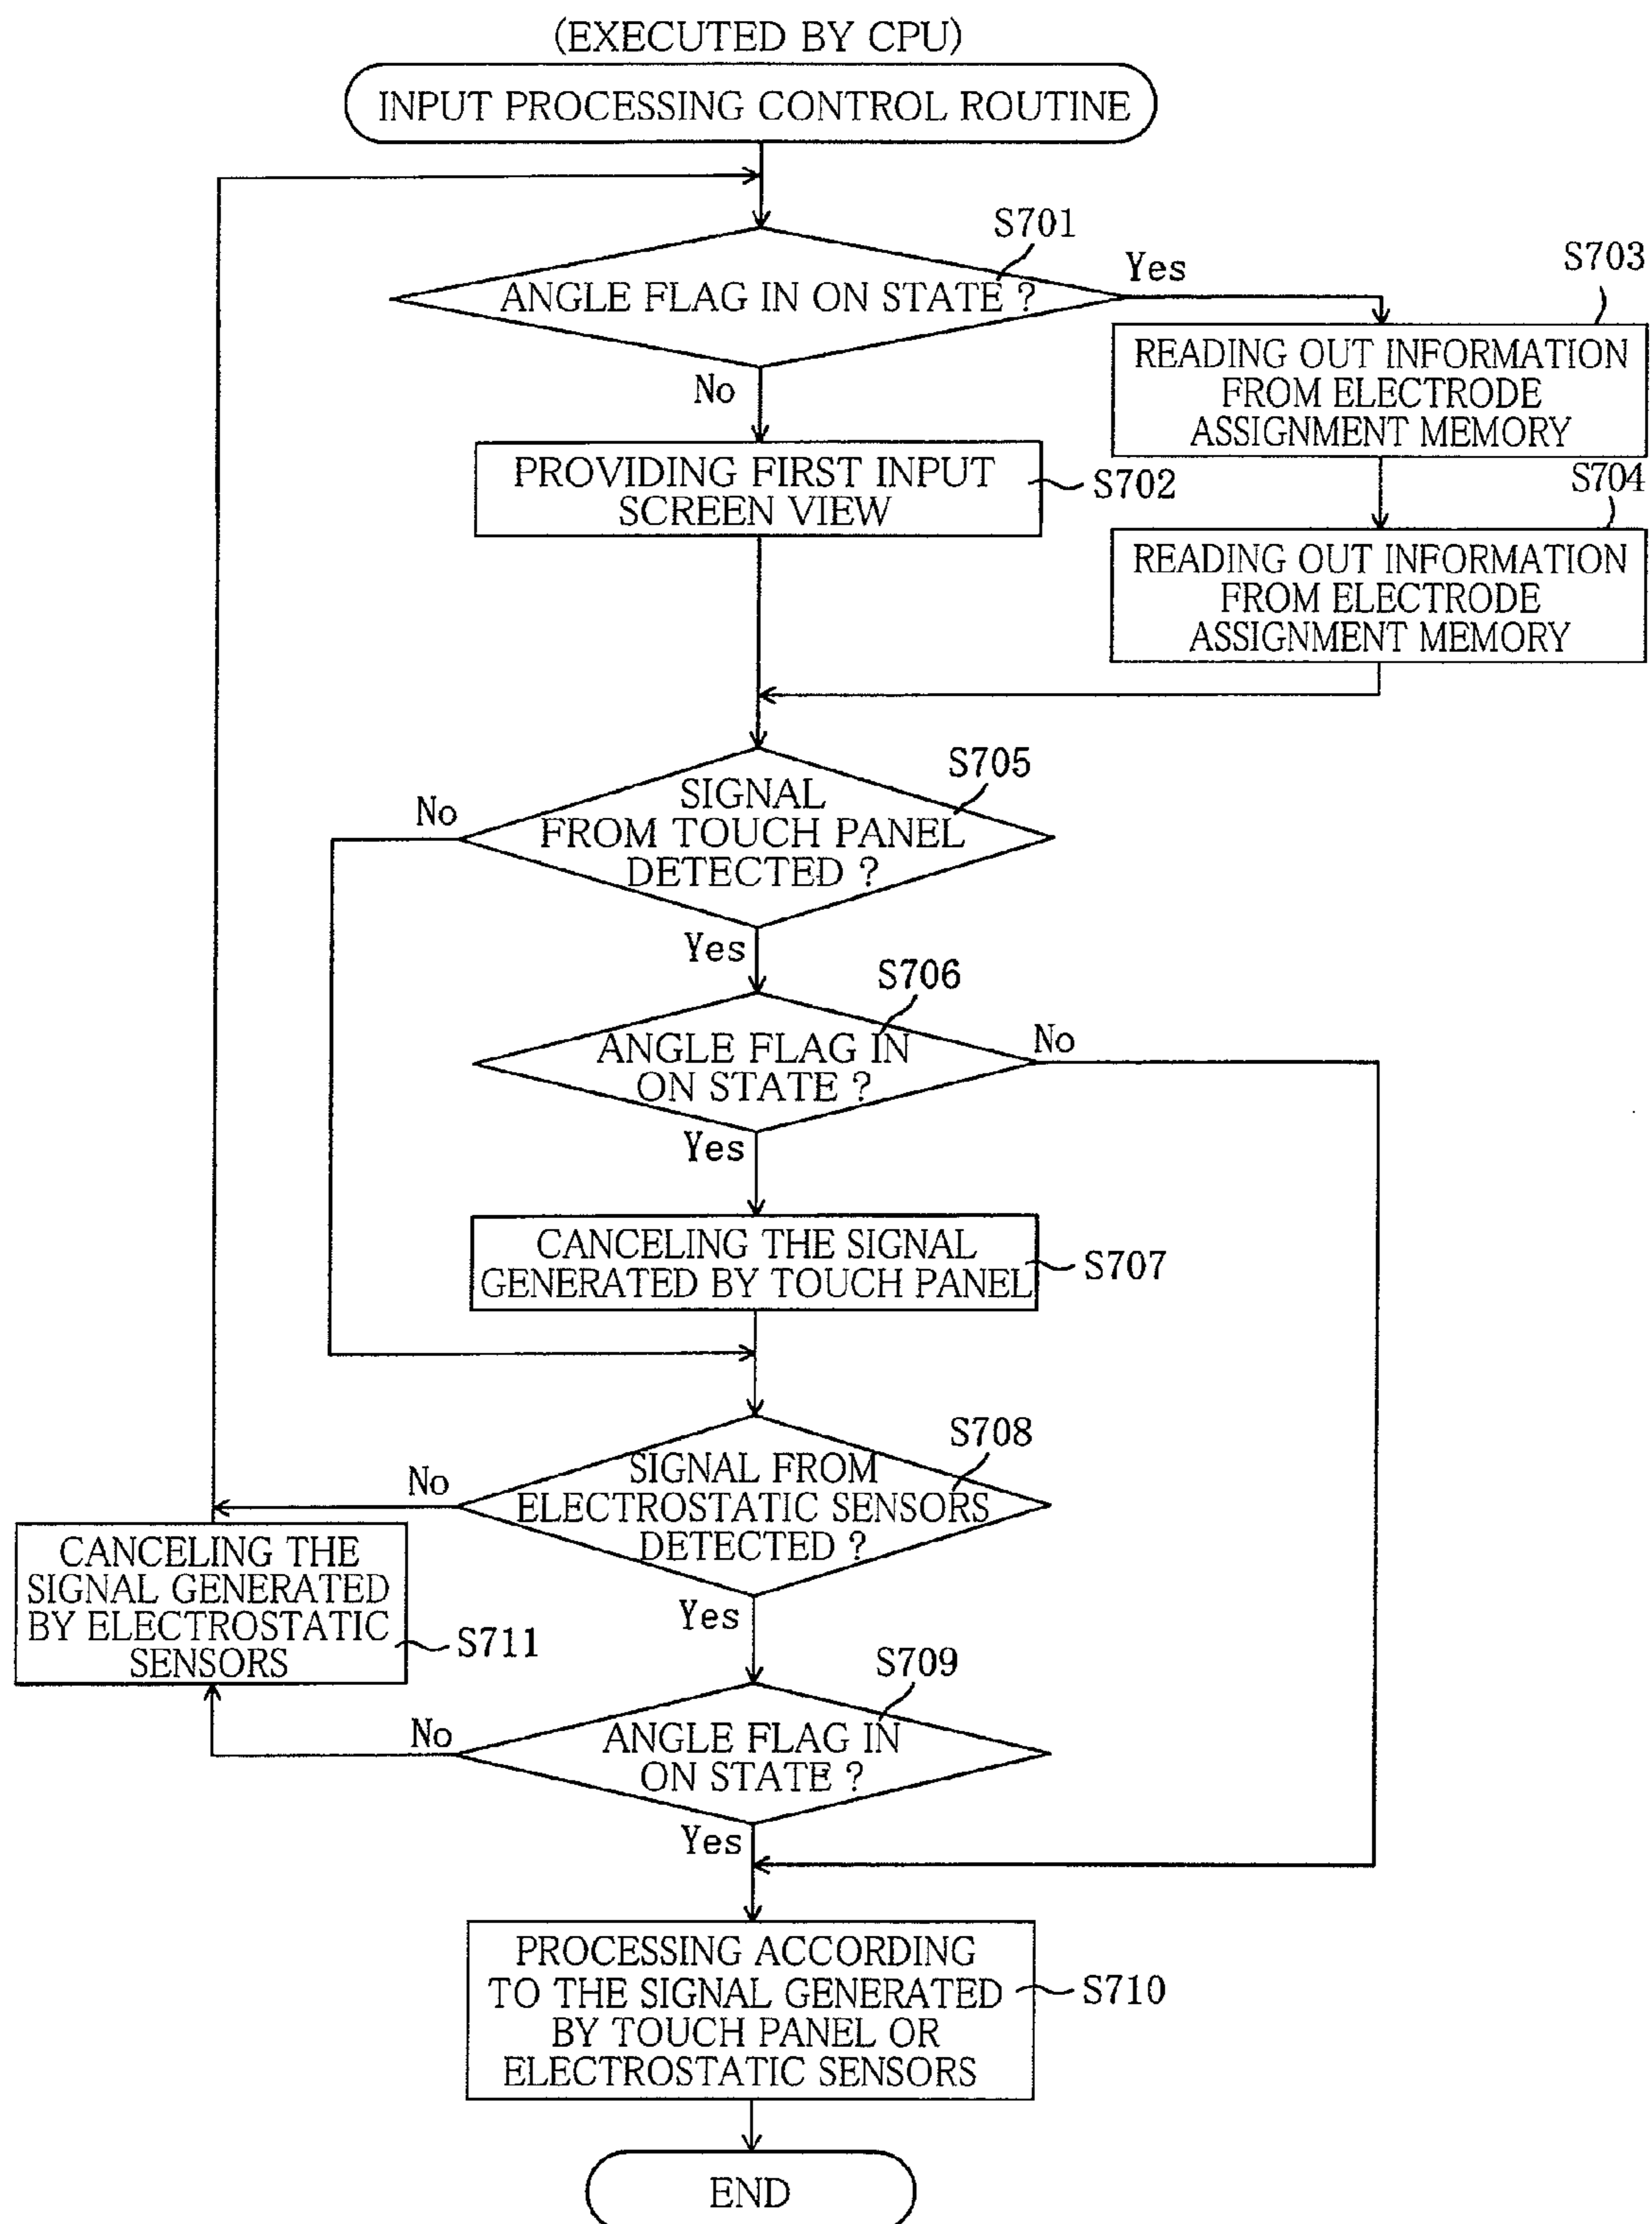 (EXECUTED BY CPU)
INPUT PROCESSING CONTROL ROUTINE
S701
ANGLE FLAG IN ON STATE ?
Yes
No
S703
READING OUT INFORMATION
FROM ELECTRODE
ASSIGNMENT MEMORY
PROVIDING FIRST INPUT
SCREEN VIEW
S702
S704
READING OUT INFORMATION
FROM ELECTRODE
ASSIGNMENT MEMORY
S705
SIGNAL
FROM TOUCH PANEL
DETECTED ?
No
Yes
S706
ANGLE FLAG IN
ON STATE ?
No
Yes
CANCELING THE SIGNAL
GENERATED BY TOUCH PANEL
S707
S708
SIGNAL FROM
ELECTROSTATIC SENSORS
DETECTED ?
No
Yes
CANCELING THE
SIGNAL GENERATED
BY ELECTROSTATIC
SENSORS
S711
S709
ANGLE FLAG IN
ON STATE ?
No
Yes
PROCESSING ACCORDING
TO THE SIGNAL GENERATED
BY TOUCH PANEL OR
ELECTROSTATIC SENSORS
S710
END